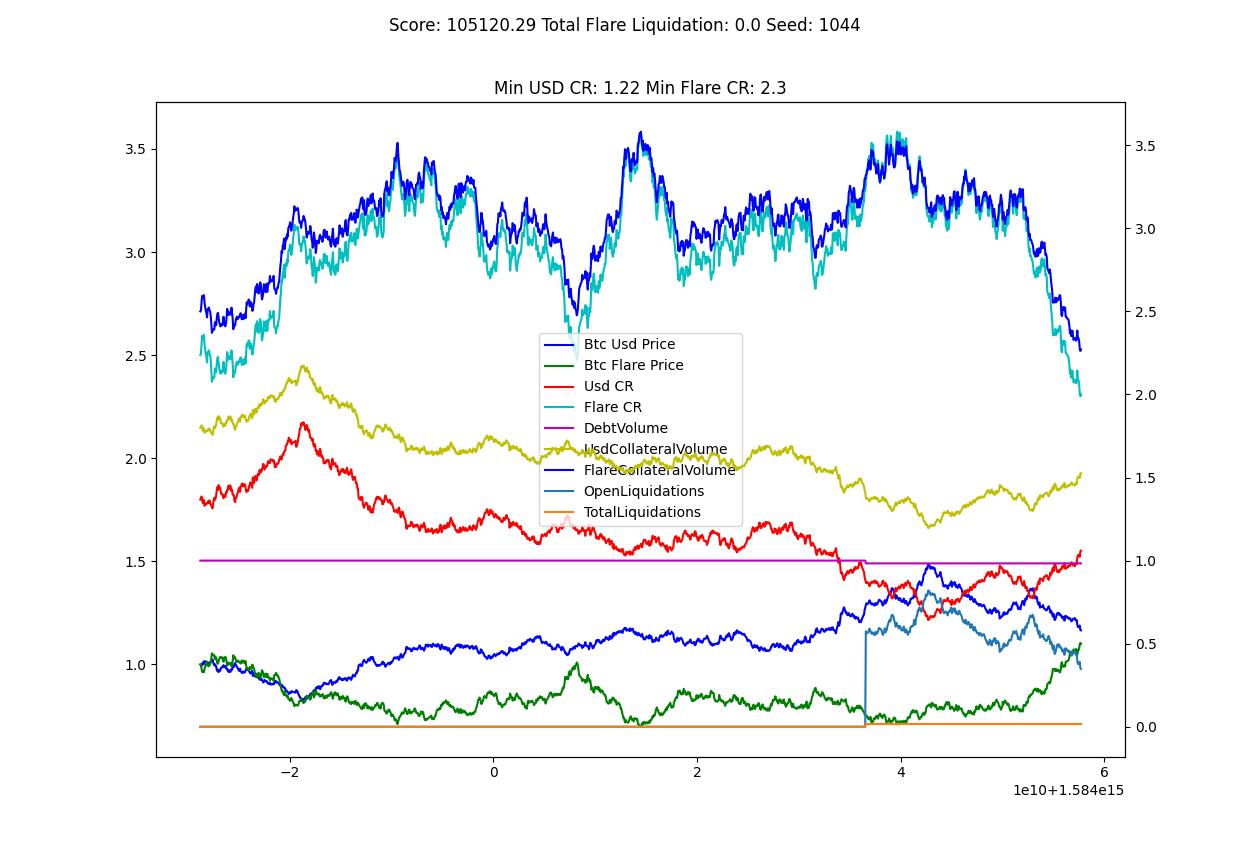 Score: 105120.29 Total Flare Liquidation: 0.0 Seed: 1044
Min USD CR: 1.22 Min Flare CR: 2.3
3.5
3.0
2.5
2.0
1.5
1.0
3.5
3.0
2.5
2.0
1.5
1.0
0.5
0.0
Btc Usd Price
Btc Flare Price
Usd CR
Flare CR
DebtVolume
UsdCollateralVolume
FlareCollateralVolume
OpenLiquidations
TotalLiquidations
−2 0 2 4 6
1e10+1.584e15